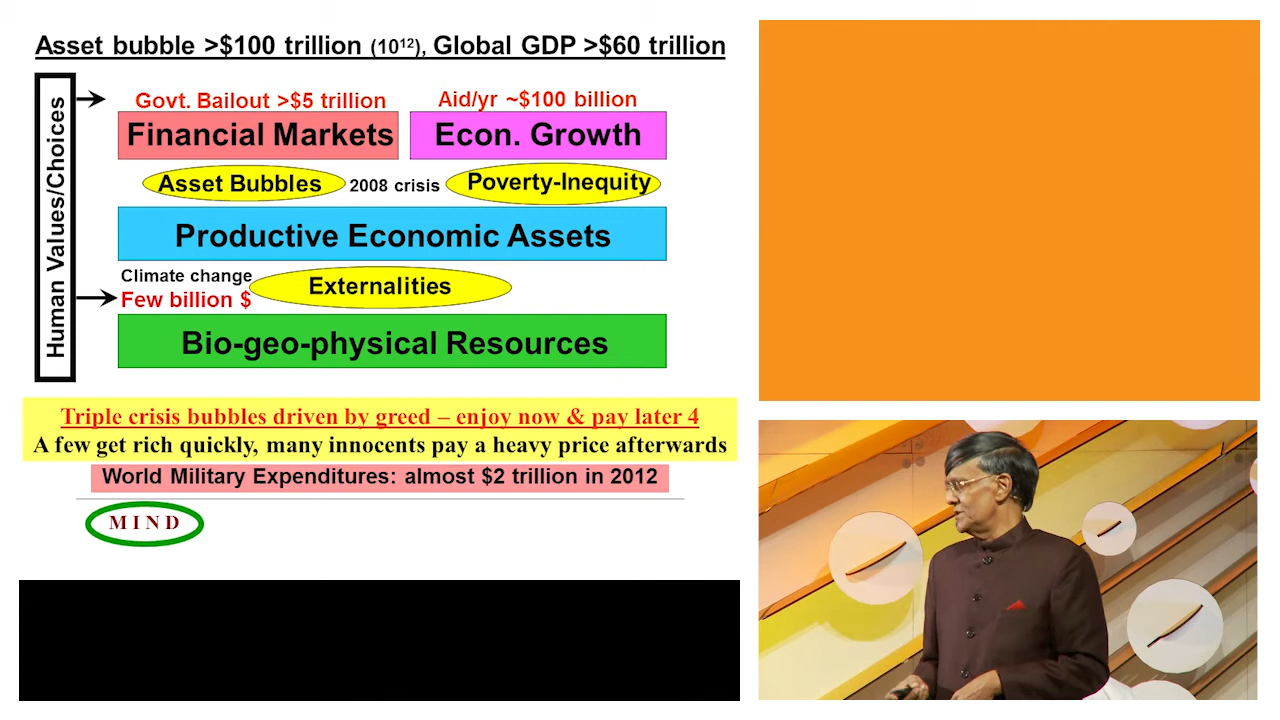 Asset bubble >$100 trillion (10¹²), Global GDP >$60 trillion
Human Values/Choices
Govt. Bailout >$5 trillion
Aid/yr ~$100 billion
Financial Markets
Econ. Growth
Asset Bubbles
2008 crisis
Poverty-Inequity
Productive Economic Assets
Climate change
Few billion $
Externalities
Bio-geo-physical Resources
Triple crisis bubbles driven by greed – enjoy now & pay later 4
A few get rich quickly, many innocents pay a heavy price afterwards
World Military Expenditures: almost $2 trillion in 2012
M I N D